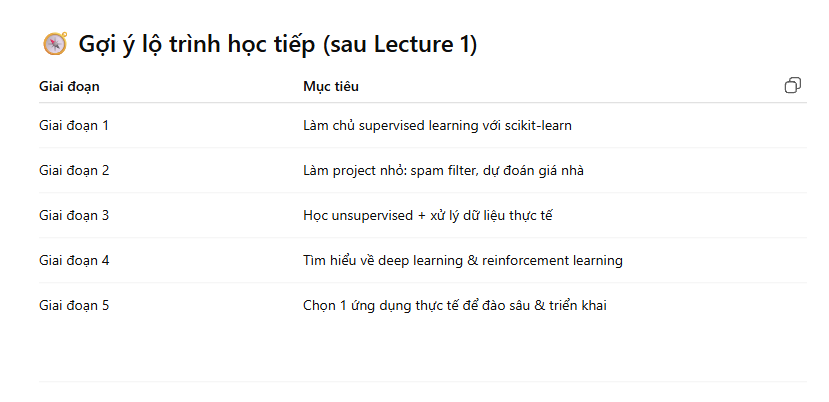 Gợi ý lộ trình học tiếp (sau Lecture 1)
Giai đoạn Mục tiêu
Giai đoạn 1 Làm chủ supervised learning với scikit-learn
Giai đoạn 2 Làm project nhỏ: spam filter, dự đoán giá nhà
Giai đoạn 3 Học unsupervised + xử lý dữ liệu thực tế
Giai đoạn 4 Tìm hiểu về deep learning & reinforcement learning
Giai đoạn 5 Chọn 1 ứng dụng thực tế để đào sâu & triển khai